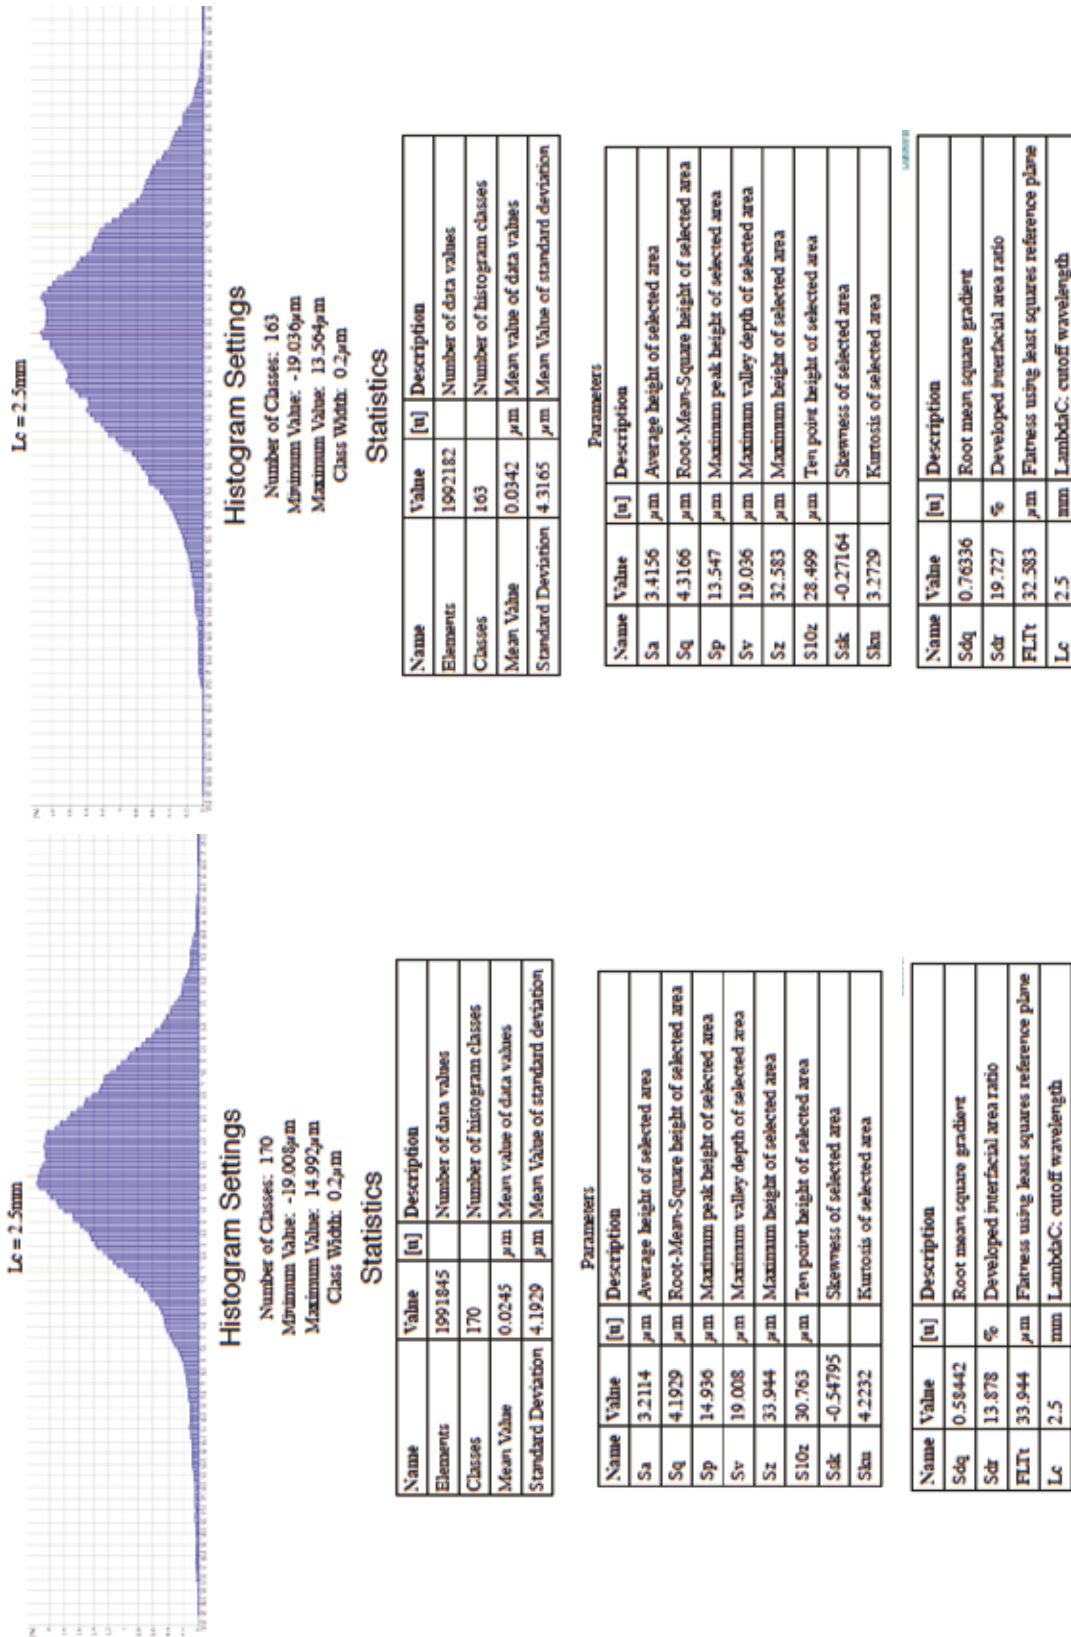 Lc = 2.5mm
Histogram Settings
Number of Classes: 170
Minimum Value: -19.008µm
Maximum Value: 14.992µm
Class Width: 0.2µm
Statistics
Name Value [u] Description
Elements 1991845 Number of data values
Classes 170 Number of histogram classes
Mean Value 0.0245 µm Mean value of data values
Standard Deviation 4.1929 µm Mean Value of standard deviation
Parameters
Name Value [u] Description
Sa 3.2114 µm Average height of selected area
Sq 4.1929 µm Root-Mean-Square height of selected area
Sp 14.936 µm Maximum peak height of selected area
Sv 19.008 µm Maximum valley depth of selected area
Sz 33.944 µm Maximum height of selected area
S10z 30.763 µm Ten point height of selected area
Ssk -0.54795 Skewness of selected area
Sku 4.2232 Kurtosis of selected area
Name Value [u] Description
Sdq 0.58442 Root mean square gradient
Sdr 13.878 % Developed interfacial area ratio
FLTt 33.944 µm Flatness using least squares reference plane
Lc 2.5 mm LambdaC: cutoff wavelength
Lc = 2.5mm
Histogram Settings
Number of Classes: 163
Minimum Value: -19.036µm
Maximum Value: 13.564µm
Class Width: 0.2µm
Statistics
Name Value [u] Description
Elements 1992182 Number of data values
Classes 163 Number of histogram classes
Mean Value 0.0342 µm Mean value of data values
Standard Deviation 4.3165 µm Mean Value of standard deviation
Parameters
Name Value [u] Description
Sa 3.4156 µm Average height of selected area
Sq 4.3166 µm Root-Mean-Square height of selected area
Sp 13.547 µm Maximum peak height of selected area
Sv 19.036 µm Maximum valley depth of selected area
Sz 32.583 µm Maximum height of selected area
S10z 28.499 µm Ten point height of selected area
Ssk -0.27164 Skewness of selected area
Sku 3.2729 Kurtosis of selected area
Name Value [u] Description
Sdq 0.76336 Root mean square gradient
Sdr 19.727 % Developed interfacial area ratio
FLTt 32.583 µm Flatness using least squares reference plane
Lc 2.5 mm LambdaC: cutoff wavelength